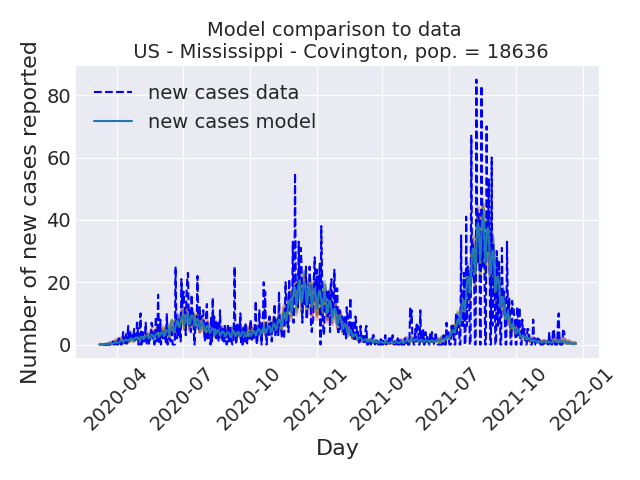 Model comparison to data
US - Mississippi - Covington, pop. = 18636
Number of new cases reported
new cases data
new cases model
80
60
40
20
0
2020-04
2020-07
2020-10
2021-01
2021-04
2021-07
2021-10
2022-01
Day